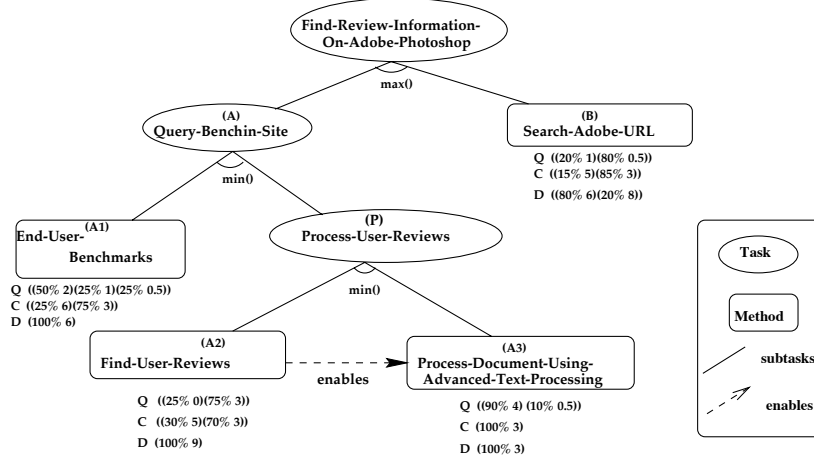 Find-Review-Information-
On-Adobe-Photoshop
max()
(A)
Query-Benchin-Site
(B)
Search-Adobe-URL
Q ((20% 1)(80% 0.5))
C ((15% 5)(85% 3))
D ((80% 6)(20% 8))
min()
(A1)
End-User-
Benchmarks
Q ((50% 2)(25% 1)(25% 0.5))
C ((25% 6)(75% 3))
D (100% 6)
(P)
Process-User-Reviews
min()
(A2)
Find-User-Reviews
Q ((25% 0)(75% 3))
C ((30% 5)(70% 3))
D (100% 9)
enables
(A3)
Process-Document-Using-
Advanced-Text-Processing
Q ((90% 4) (10% 0.5))
C (100% 3)
D (100% 3)
Task
Method
subtasks
enables